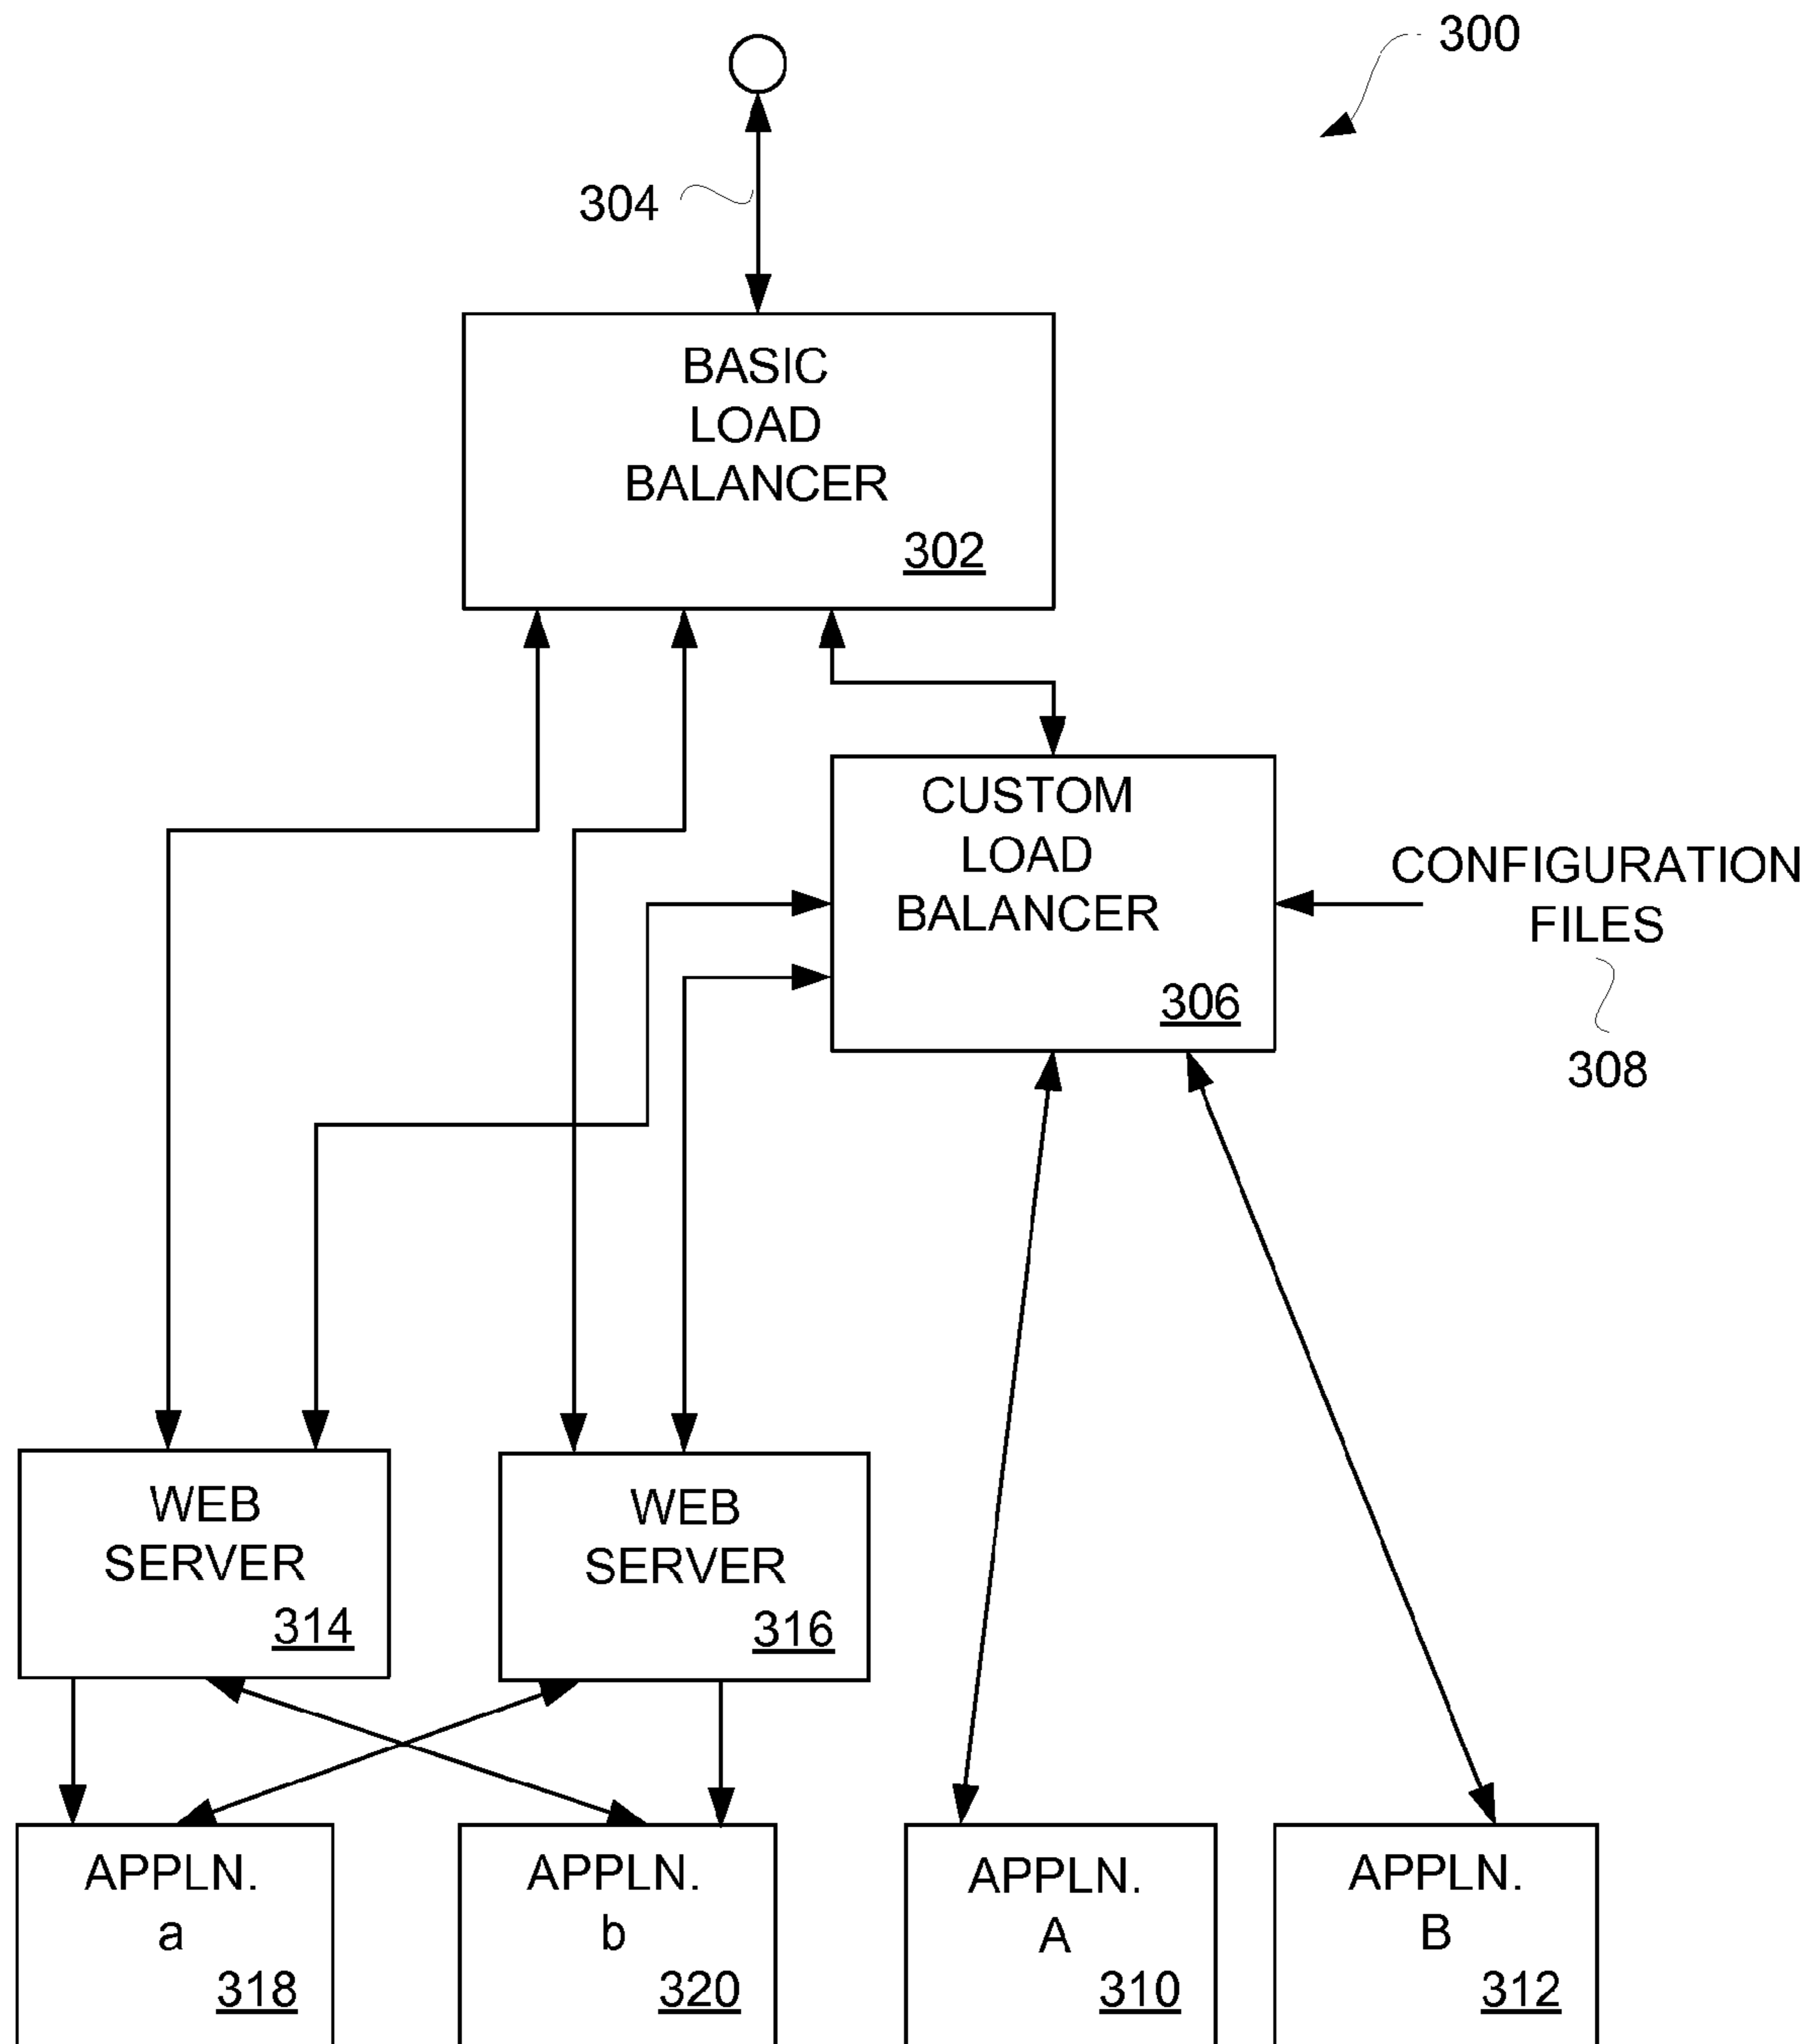 300
304
BASIC
LOAD
BALANCER
302
CUSTOM
LOAD
BALANCER
306
CONFIGURATION
FILES
308
WEB
SERVER
314
WEB
SERVER
316
APPLN.
a
318
APPLN.
b
320
APPLN.
A
310
APPLN.
B
312